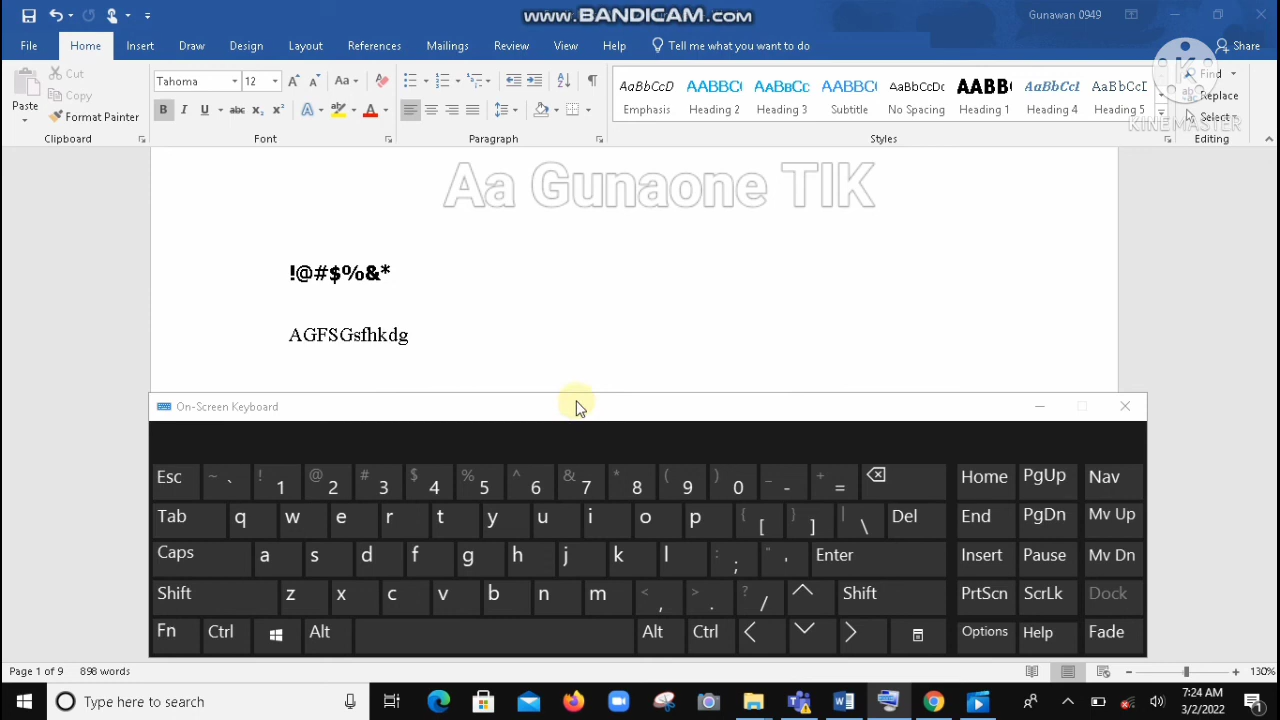 www.BANDICAM.com
Gunawan 0949
File Home Insert Draw Design Layout References Mailings Review View Help Tell me what you want to do Share
Paste
Cut
Copy
Format Painter
Clipboard
Tahoma 12 Aa
B I U abc x₂ x² A A
Font
Paragraph
AaBbCcD AABBC AABBCC AABBC AaBbCcDc AABB AaBbCcI AaBbCcI
Emphasis Heading 2 Heading 3 Subtitle No Spacing Heading 1 Heading 4 Heading 5
Styles
Find
Replace
Select
Editing
KINEMASTER
Aa Gunaone TIK
!@#$%&*
AGFSGsfhkdg
On-Screen Keyboard
Esc ~ ` ! 1 @ 2 # 3 $ 4 % 5 ^ 6 & 7 * 8 ( 9 ) 0 _ - + = Home PgUp Nav
Tab q w e r t y u i o p { [ } ] | \ Del End PgDn Mv Up
Caps a s d f g h j k l : ; " ' Enter Insert Pause Mv Dn
Shift z x c v b n m < , > . ? / Shift PrtScn ScrLk Dock
Fn Ctrl Alt Alt Ctrl Options Help Fade
Page 1 of 9 898 words 130%
Type here to search
7:24 AM
3/2/2022
1